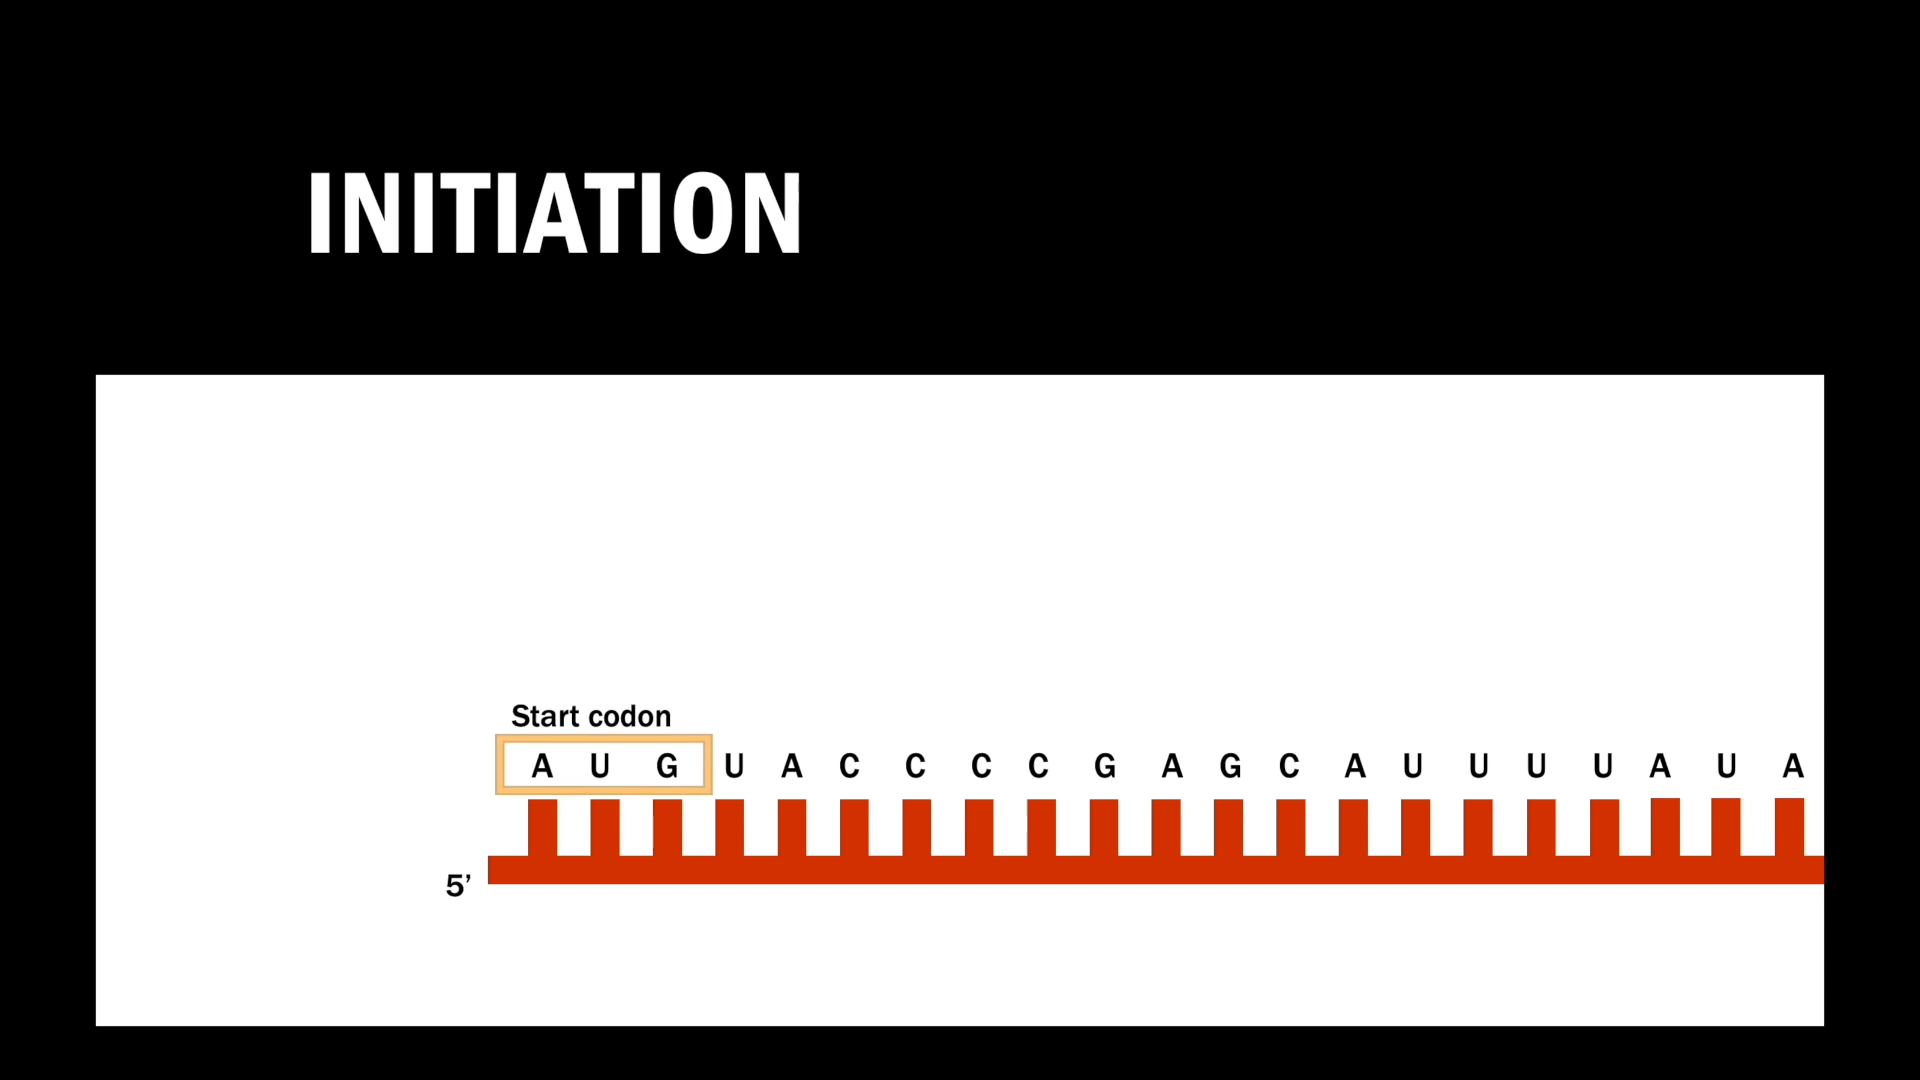 INITIATION
Start codon
A U G U A C C C C G A G C A U U U U A U A
5’